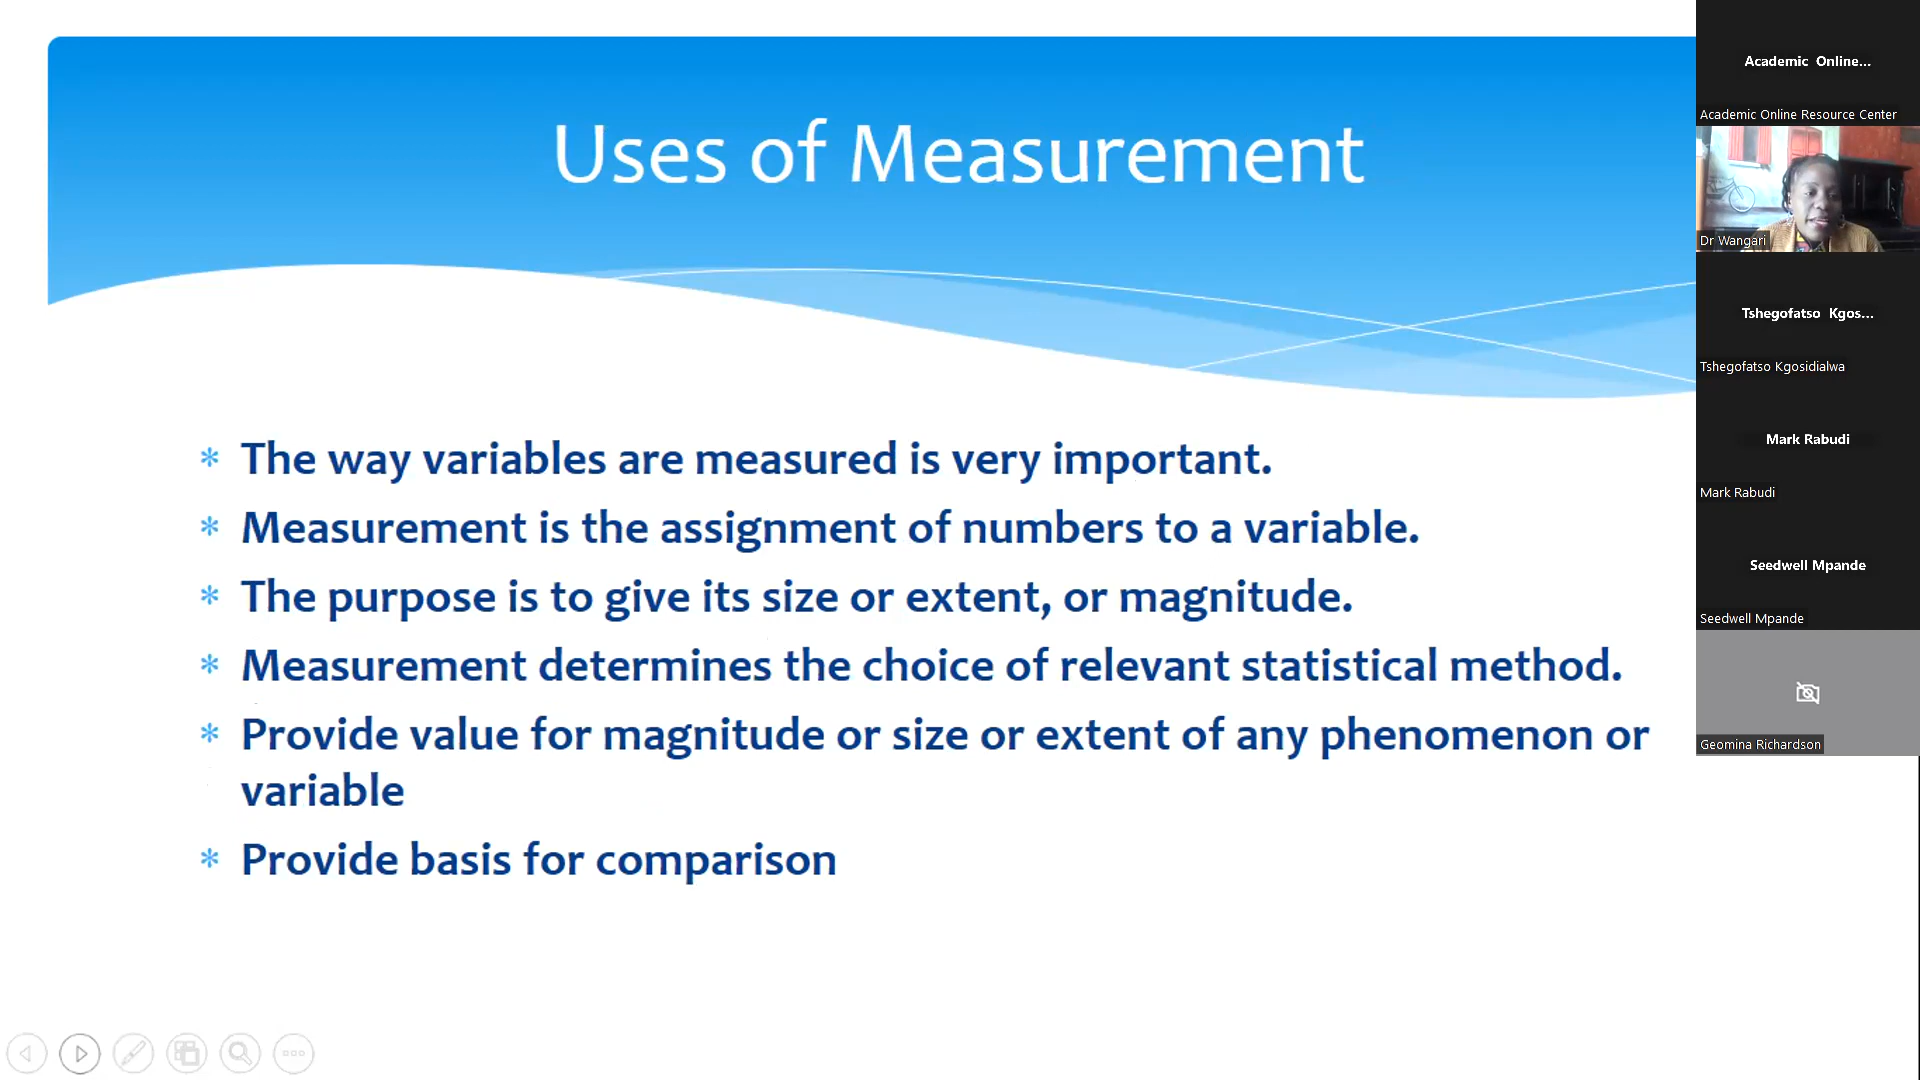 Uses of Measurement
* The way variables are measured is very important.
* Measurement is the assignment of numbers to a variable.
* The purpose is to give its size or extent, or magnitude.
* Measurement determines the choice of relevant statistical method.
* Provide value for magnitude or size or extent of any phenomenon or
variable
* Provide basis for comparison
Academic Online...
Academic Online Resource Center
Dr Wangari
Tshegofatso Kgos...
Tshegofatso Kgosidialwa
Mark Rabudi
Mark Rabudi
Seedwell Mpande
Seedwell Mpande
Geomina Richardson